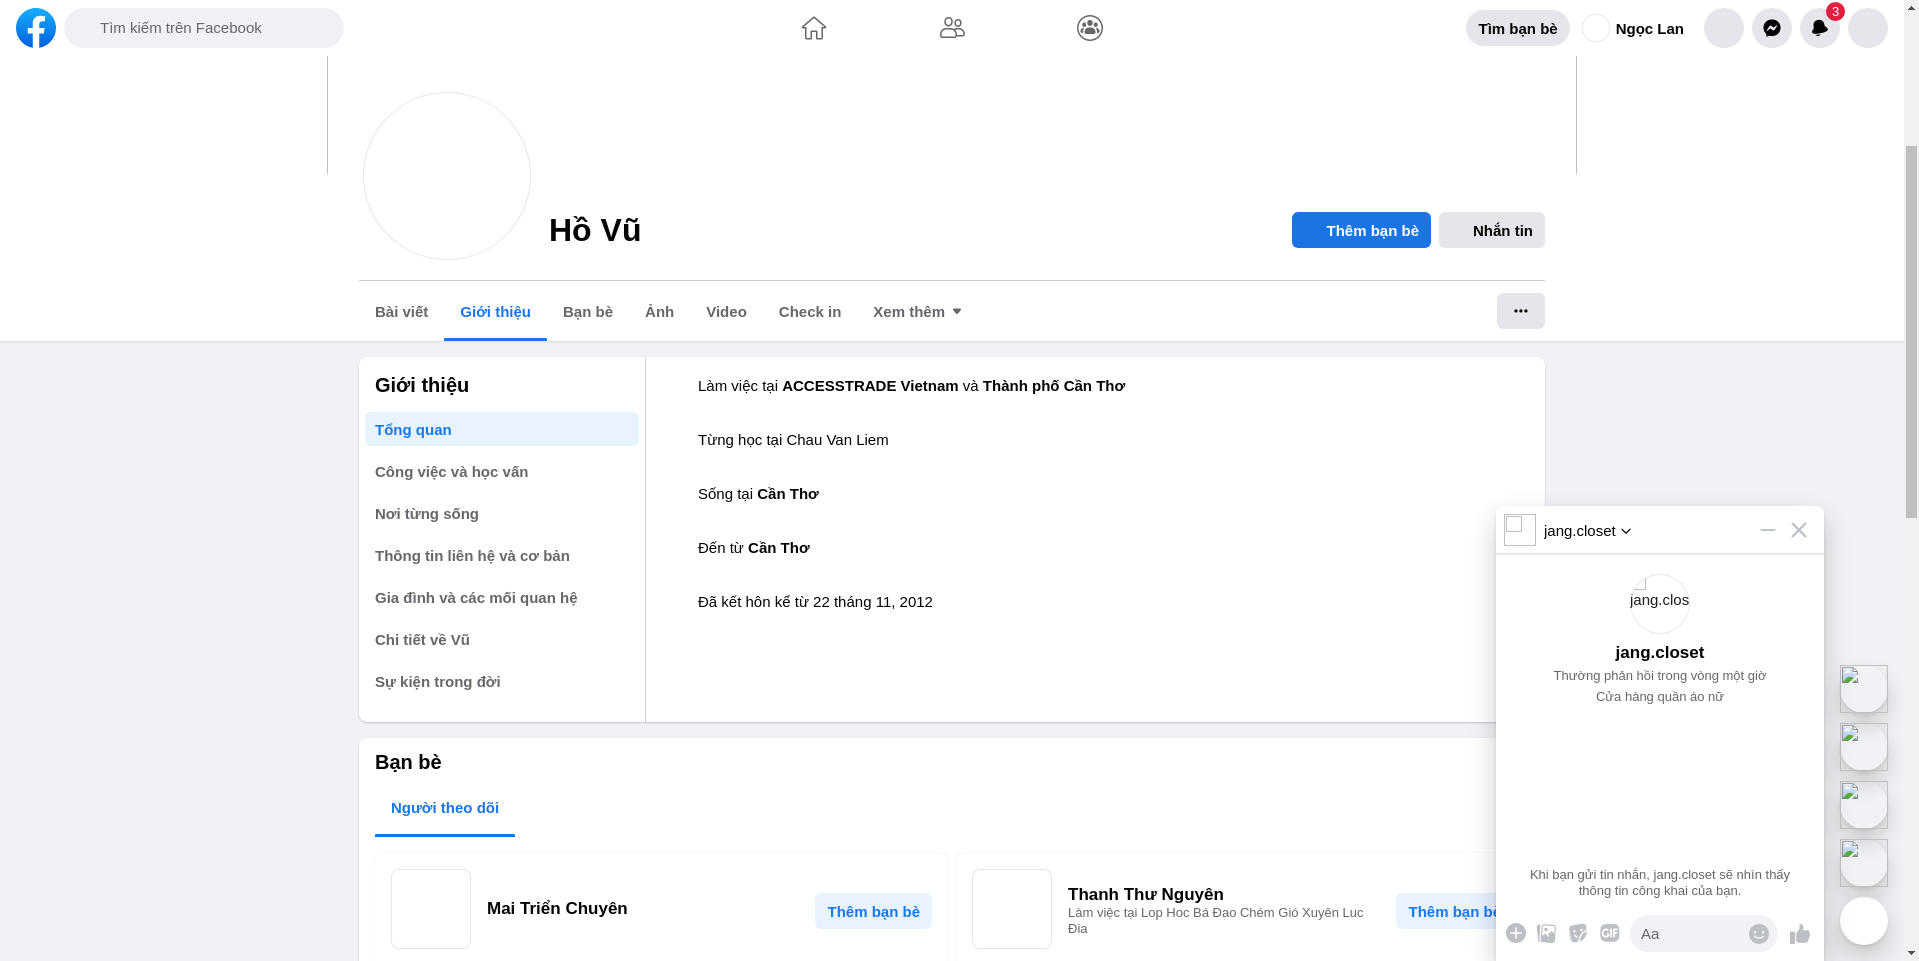 Tìm kiếm trên Facebook
Tìm bạn bè
Ngọc Lan
3
Hồ Vũ
Thêm bạn bè
Nhắn tin
Bài viết
Giới thiệu
Bạn bè
Ảnh
Video
Check in
Xem thêm
Giới thiệu
Tổng quan
Công việc và học vấn
Nơi từng sống
Thông tin liên hệ và cơ bản
Gia đình và các mối quan hệ
Chi tiết về Vũ
Sự kiện trong đời
Làm việc tại ACCESSTRADE Vietnam và Thành phố Cần Thơ
Từng học tại Chau Van Liem
Sống tại Cần Thơ
Đến từ Cần Thơ
Đã kết hôn kể từ 22 tháng 11, 2012
Bạn bè
Người theo dõi
Mai Triển Chuyên
Thêm bạn bè
Thanh Thư Nguyên
Làm việc tại Lop Hoc Bá Đao Chém Gió Xuyên Luc
Đia
Thêm bạn bè
jang.closet
jang.clos
jang.closet
Thường phản hồi trong vòng một giờ
Cửa hàng quần áo nữ
Khi bạn gửi tin nhắn, jang.closet sẽ nhìn thấy
thông tin công khai của bạn.
GIF
Aa